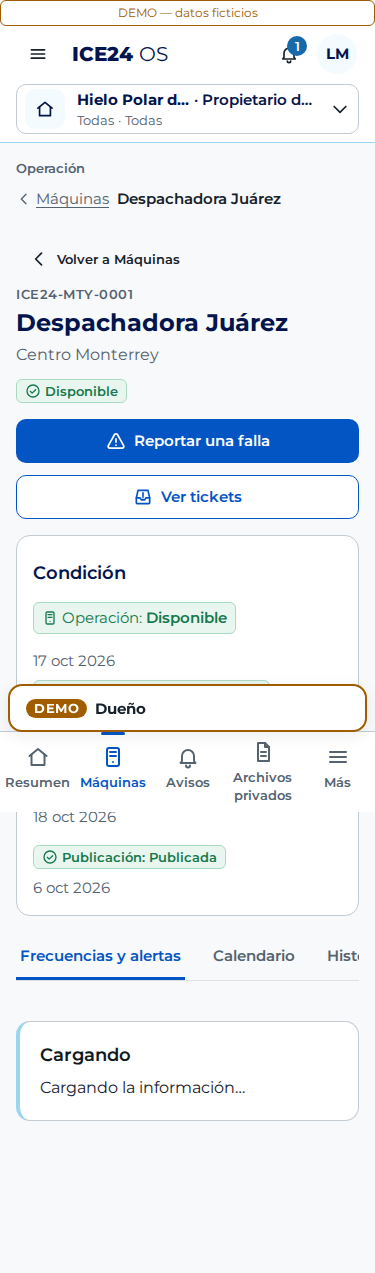 DEMO — datos ficticios
ICE24 OS
1
LM
Hielo Polar d... · Propietario d...
Todas · Todas
Operación
Máquinas Despachadora Juárez
Volver a Máquinas
ICE24-MTY-0001
Despachadora Juárez
Centro Monterrey
Disponible
Reportar una falla
Ver tickets
Condición
Operación: Disponible
17 oct 2026
DEMO Dueño
Resumen
Máquinas
Avisos
Archivos
privados
Más
18 oct 2026
Publicación: Publicada
6 oct 2026
Frecuencias y alertas Calendario
Cargando
Cargando la información...